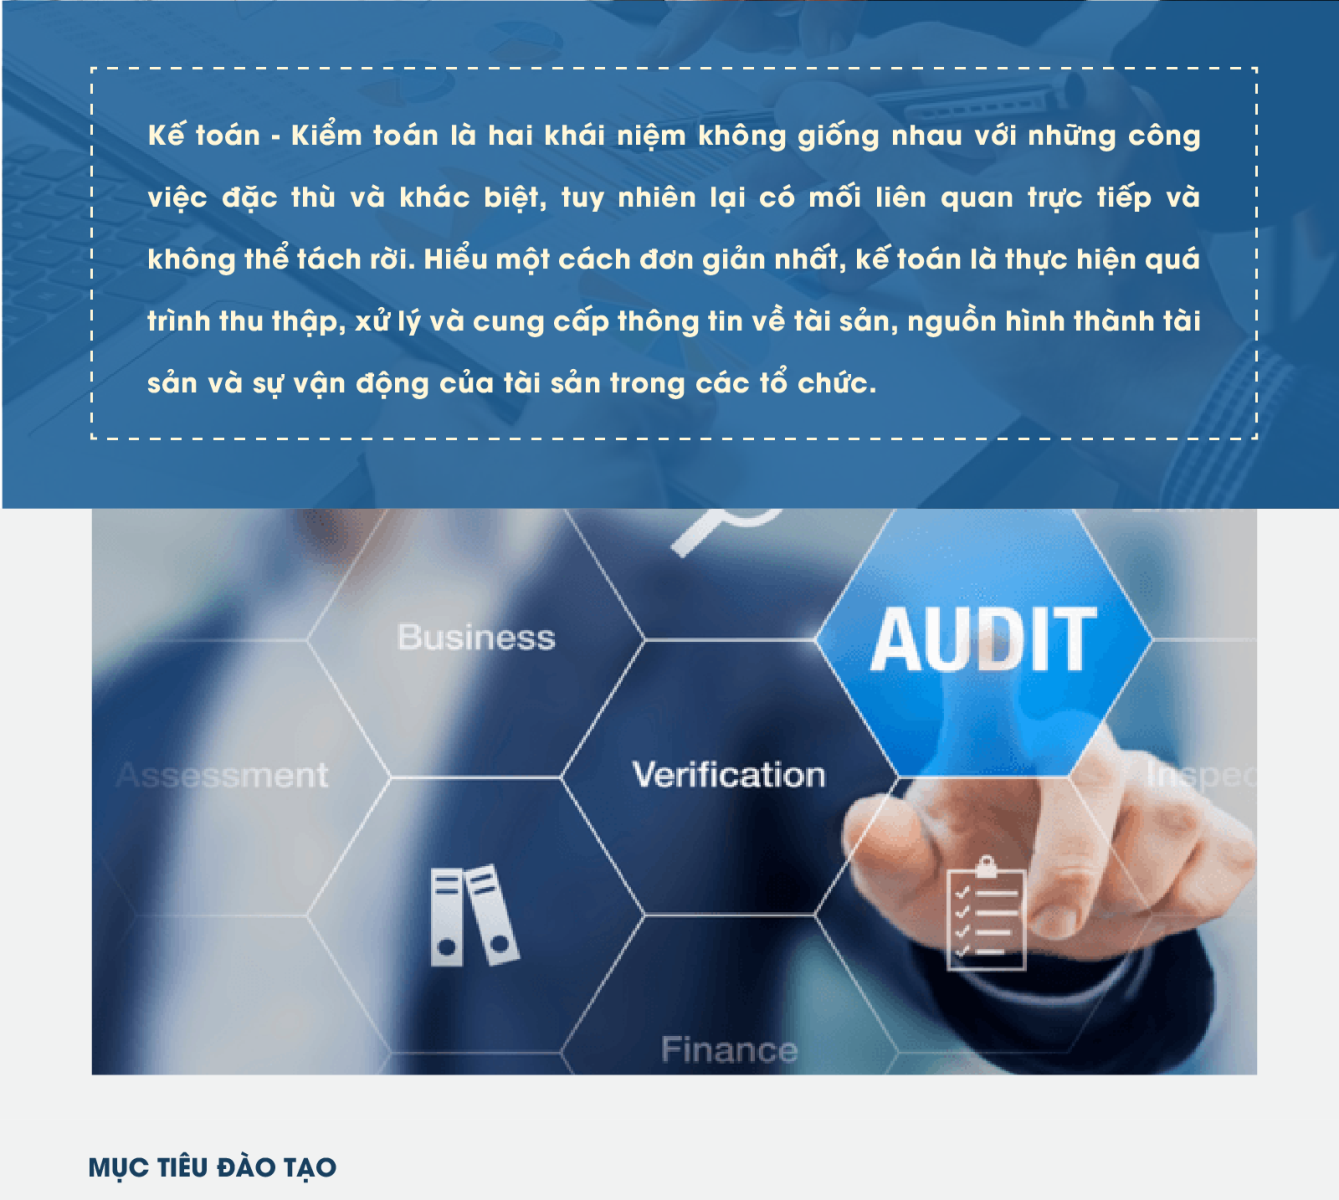 Kế toán - Kiểm toán là hai khái niệm không giống nhau với những công
việc đặc thù và khác biệt, tuy nhiên lại có mối liên quan trực tiếp và
không thể tách rời. Hiểu một cách đơn giản nhất, kế toán là thực hiện quá
trình thu thập, xử lý và cung cấp thông tin về tài sản, nguồn hình thành tài
sản và sự vận động của tài sản trong các tổ chức.
Business
AUDIT
Assessment
Verification
Inspec
Finance
MỤC TIÊU ĐÀO TẠO